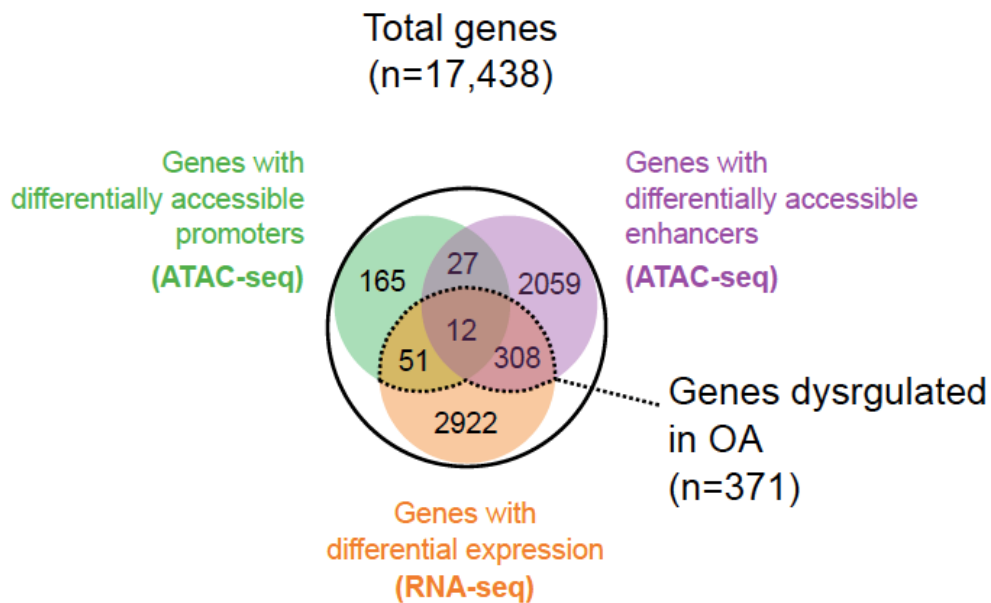 Total genes
(n=17,438)
Genes with
differentially accessible
promoters
(ATAC-seq)
Genes with
differentially accessible
enhancers
(ATAC-seq)
165
27
2059
12
51
308
2922
Genes dysrgulated
in OA
(n=371)
Genes with
differential expression
(RNA-seq)